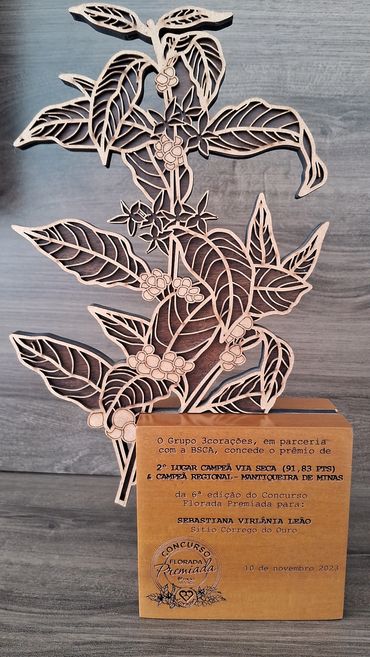 O Grupo 3corações, em parceria
com a BSCA, concede o prêmio de
2º LUGAR CAMPEÃ VIA SECA (91,83 PTS)
& CAMPEÃ REGIONAL- MANTIQUEIRA DE MINAS
da 6ª edição do Concurso
Florada Premiada para:
SEBASTIANA VIRLÂNIA LEÃO
Sítio Córrego do Ouro
CONCURSO
FLORADA
Premiada
10 de novembro 2023